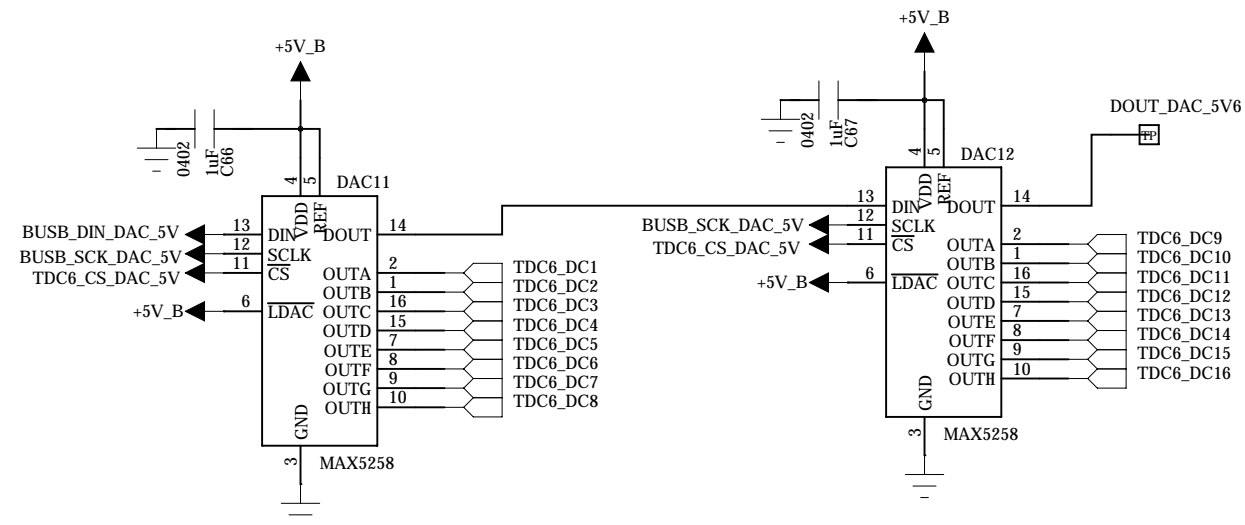 +5V_B
0402
1uF
C66
4
5
DAC11
VDD
REF
BUSB_DIN_DAC_5V 13 DIN DOUT 14
BUSB_SCK_DAC_5V 12 SCLK
TDC6_CS_DAC_5V 11 CS
OUTA 2 TDC6_DC1
OUTB 1 TDC6_DC2
+5V_B 6 LDAC OUTC 16 TDC6_DC3
OUTD 15 TDC6_DC4
OUTE 7 TDC6_DC5
OUTF 8 TDC6_DC6
OUTG 9 TDC6_DC7
OUTH 10 TDC6_DC8
GND
3
MAX5258
+5V_B
0402
1uF
C67
4
5
DAC12
VDD
REF
DOUT_DAC_5V6
TP
13 DIN DOUT 14
BUSB_SCK_DAC_5V 12 SCLK
TDC6_CS_DAC_5V 11 CS
OUTA 2 TDC6_DC9
OUTB 1 TDC6_DC10
+5V_B 6 LDAC OUTC 16 TDC6_DC11
OUTD 15 TDC6_DC12
OUTE 7 TDC6_DC13
OUTF 8 TDC6_DC14
OUTG 9 TDC6_DC15
OUTH 10 TDC6_DC16
GND
3
MAX5258